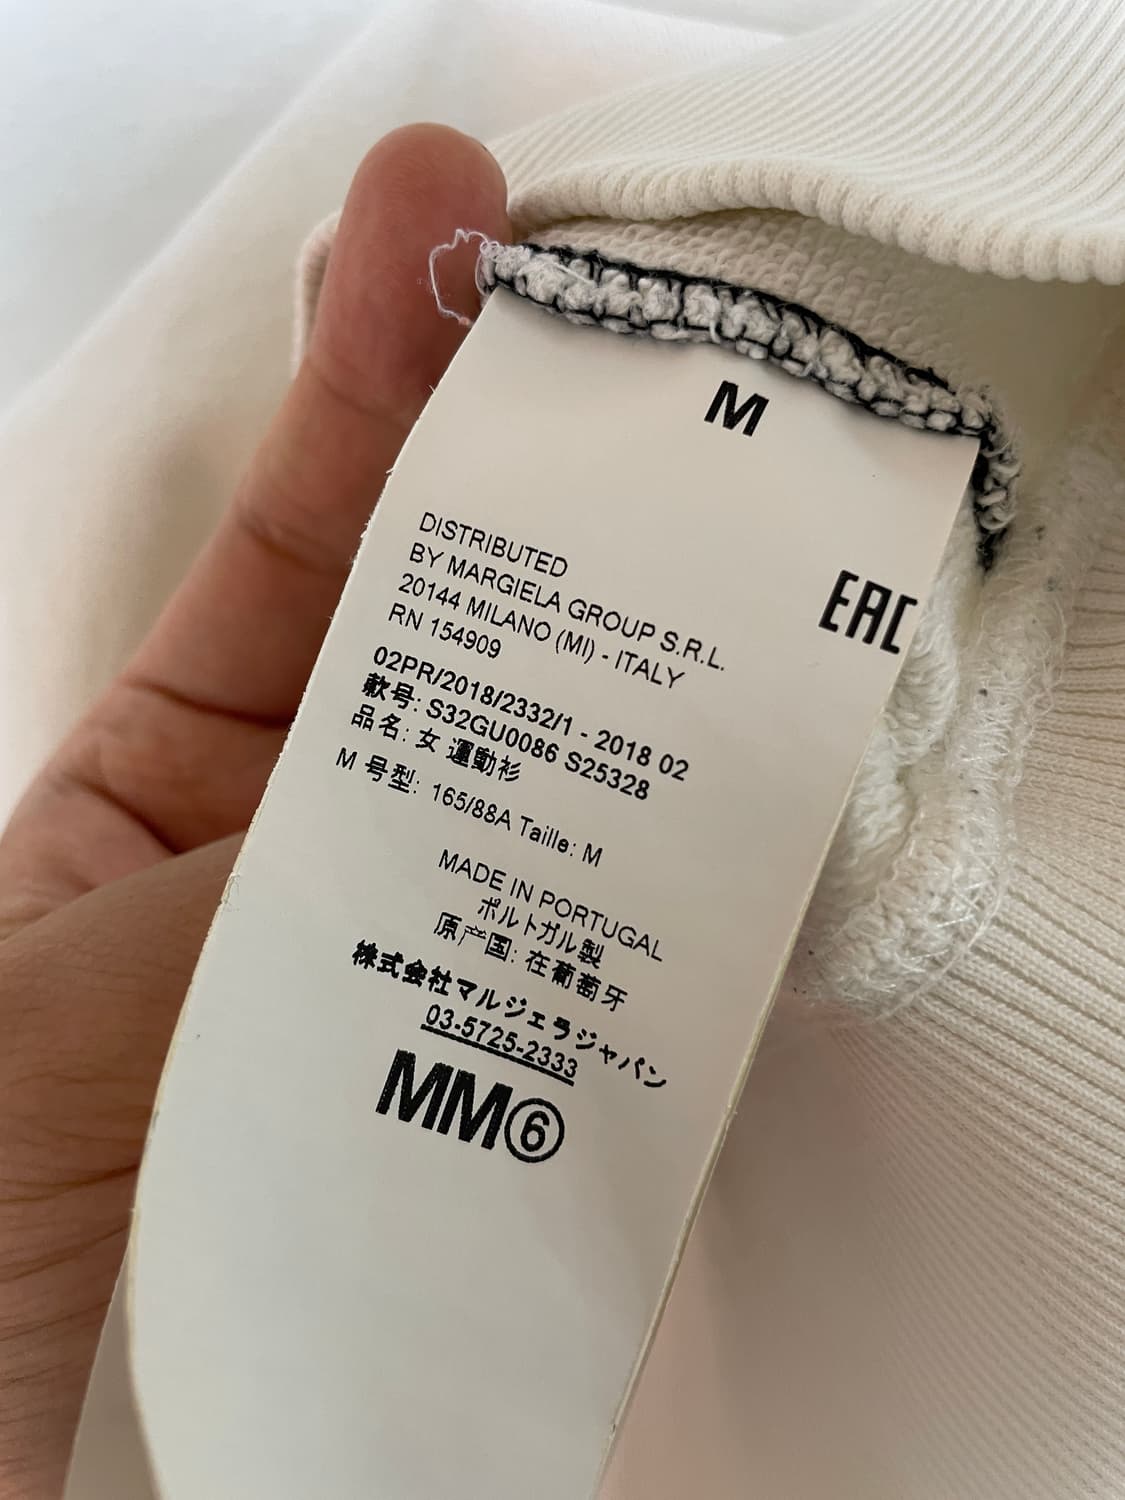 M
DISTRIBUTED
BY MARGIELA GROUP S.R.L.
20144 MILANO (MI) - ITALY
RN 154909
EAC
02PR/2018/2332/1 - 2018 02
款号: S32GU0086 S25328
品名: 女 運動衫
M 号型: 165/88A Taille: M
MADE IN PORTUGAL
ポルトガル製
原产国: 在葡萄牙
株式会社マルジェラジャパン
03-5725-2333
MM⑥